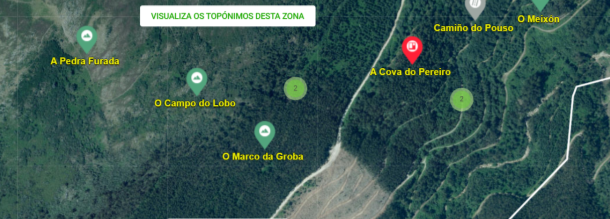 VISUALIZA OS TOPÓNIMOS DESTA ZONA
O Meixón
Camiño do Pouso
A Pedra Furada
A Cova do Pereiro
2
O Campo do Lobo
2
O Marco da Groba